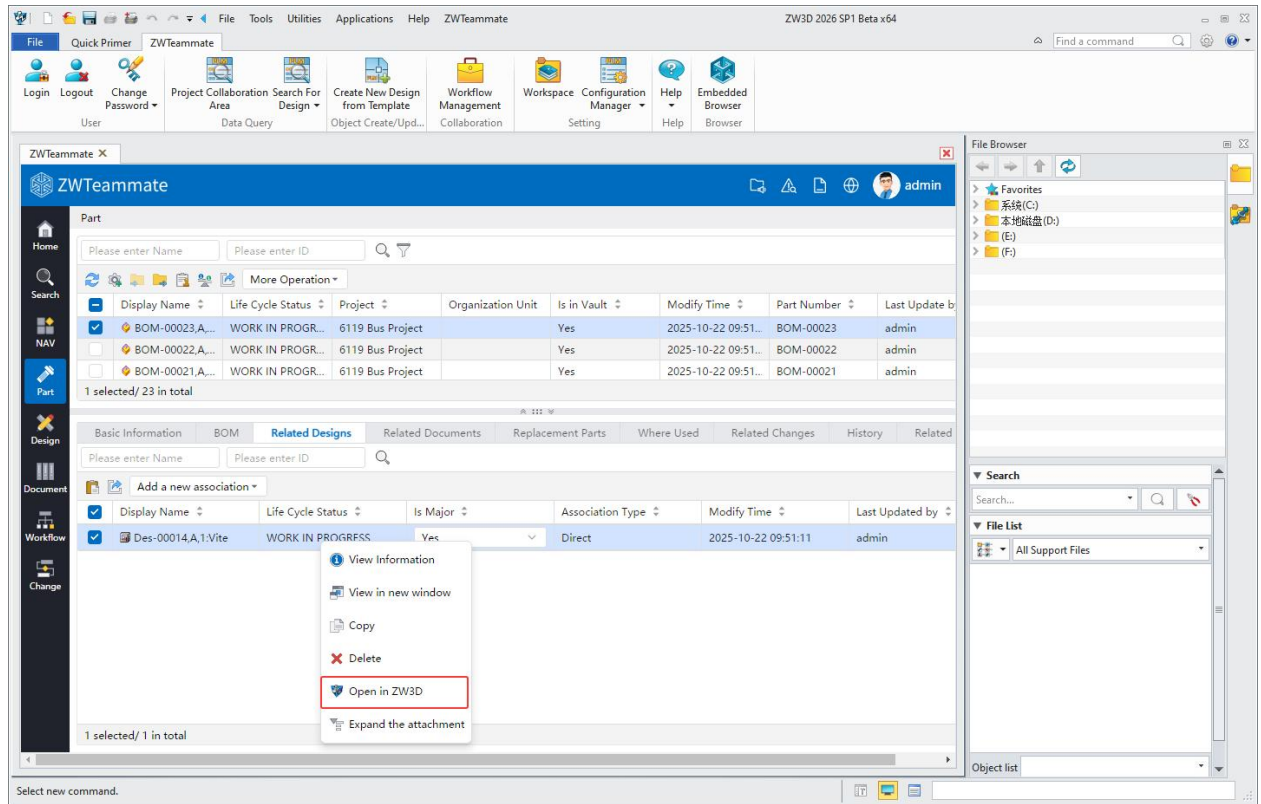 File Tools Utilities Applications Help ZWTeammate ZW3D 2026 SP1 Beta x64
File Quick Primer ZWTeammate Find a command
Login Logout Change Password Project Collaboration Area Search For Design Create New Design from Template Workflow Management Workspace Configuration Manager Help Embedded Browser
User Data Query Object Create/Upd... Collaboration Setting Help Browser
ZWTeammate
ZWTeammate admin
Home
Search
NAV
Part
Design
Document
Workflow
Change
Part
Please enter Name Please enter ID
More Operation
Display Name Life Cycle Status Project Organization Unit Is in Vault Modify Time Part Number Last Update b
BOM-00023,A,... WORK IN PROGR... 6119 Bus Project Yes 2025-10-22 09:51... BOM-00023 admin
BOM-00022,A,... WORK IN PROGR... 6119 Bus Project Yes 2025-10-22 09:51... BOM-00022 admin
BOM-00021,A,... WORK IN PROGR... 6119 Bus Project Yes 2025-10-22 09:51... BOM-00021 admin
1 selected/ 23 in total
Basic Information BOM Related Designs Related Documents Replacement Parts Where Used Related Changes History Related
Please enter Name Please enter ID
Add a new association
Display Name Life Cycle Status Is Major Association Type Modify Time Last Updated by
Des-00014,A,1:Vite WORK IN PROGRESS Yes Direct 2025-10-22 09:51:11 admin
View Information
View in new window
Copy
Delete
Open in ZW3D
Expand the attachment
1 selected/ 1 in total
File Browser
Favorites
系统(C:)
本地磁盘(D:)
(E:)
(F:)
Search
Search...
File List
All Support Files
Object list
Select new command.